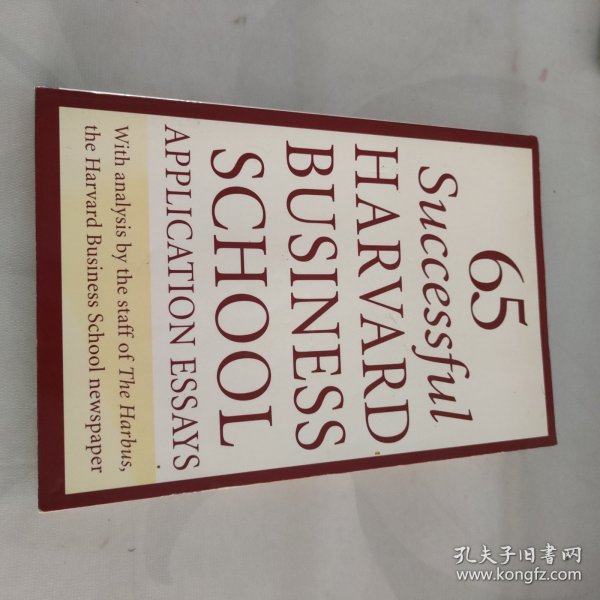 65
Successful
HARVARD
BUSINESS
SCHOOL
APPLICATION ESSAYS
With analysis by the staff of The Harbus,
the Harvard Business School newspaper
孔夫子旧书网
www.kongfz.com